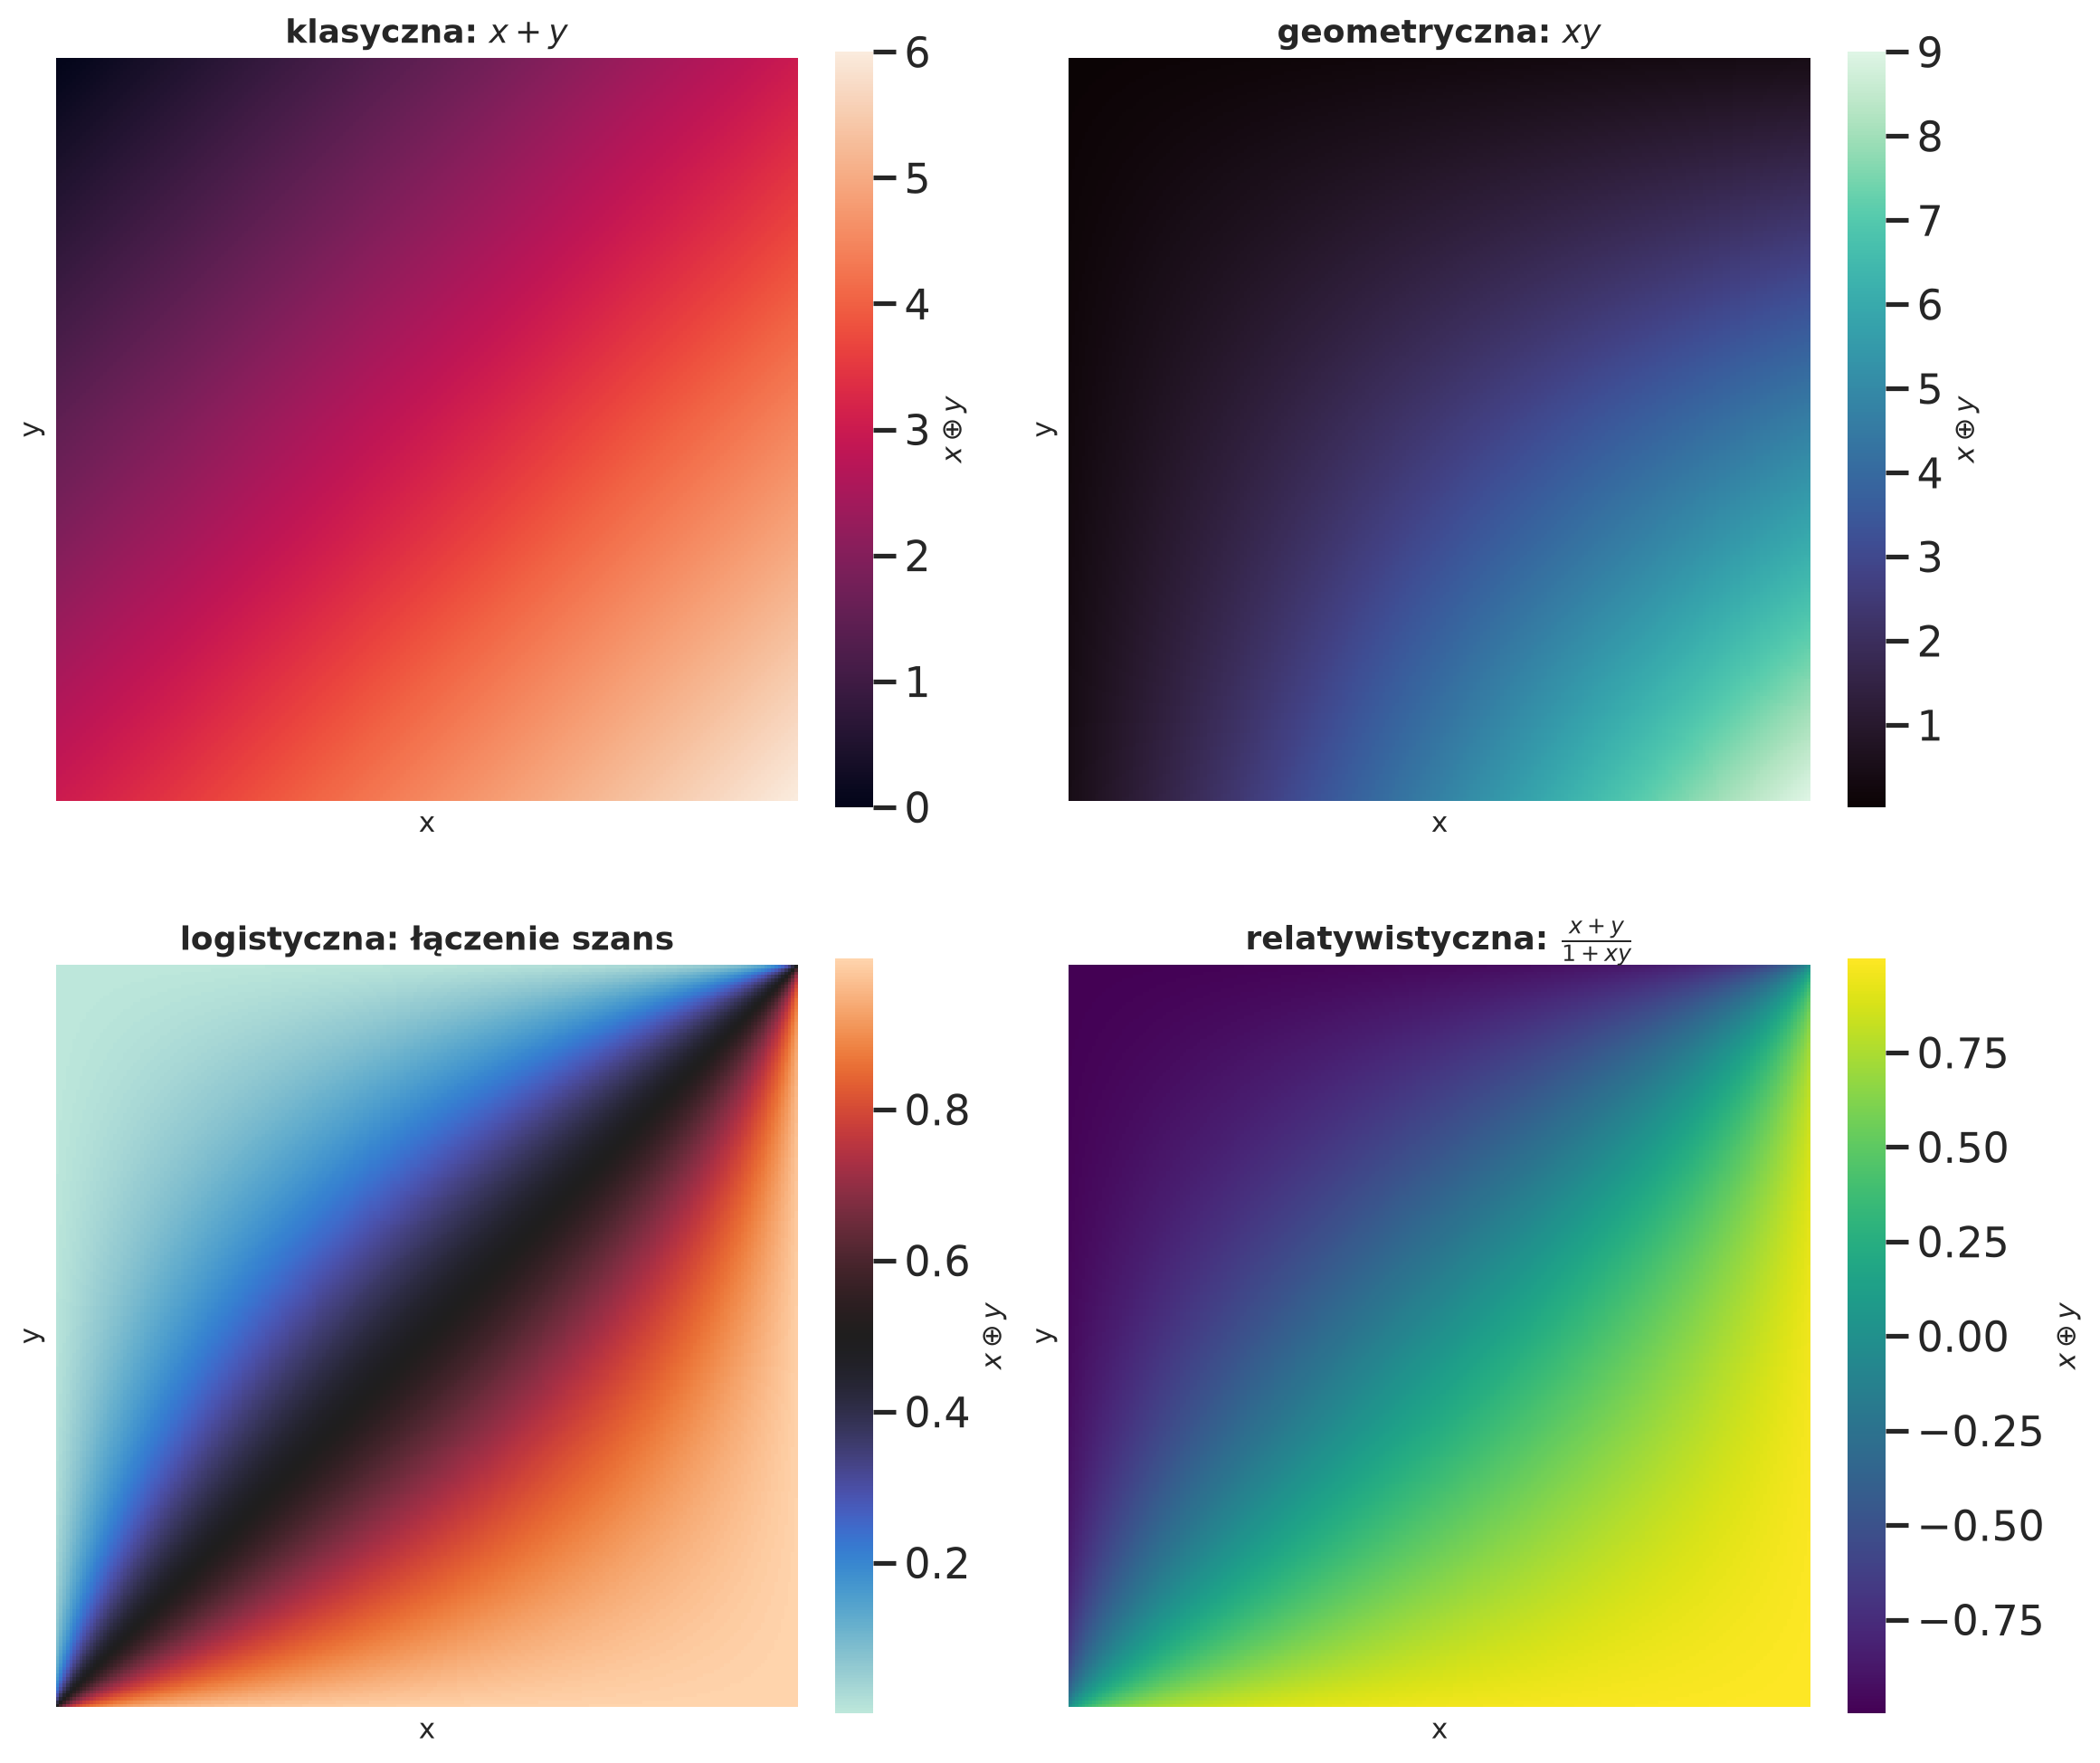 klasyczna: x + y
6
5
4
3
2
1
0
x ⊕ y
y
x
geometryczna: xy
9
8
7
6
5
4
3
2
1
x ⊕ y
y
x
logistyczna: łączenie szans
0.8
0.6
0.4
0.2
x ⊕ y
y
x
relatywistyczna: x + y
1 + xy
0.75
0.50
0.25
0.00
−0.25
−0.50
−0.75
x ⊕ y
y
x